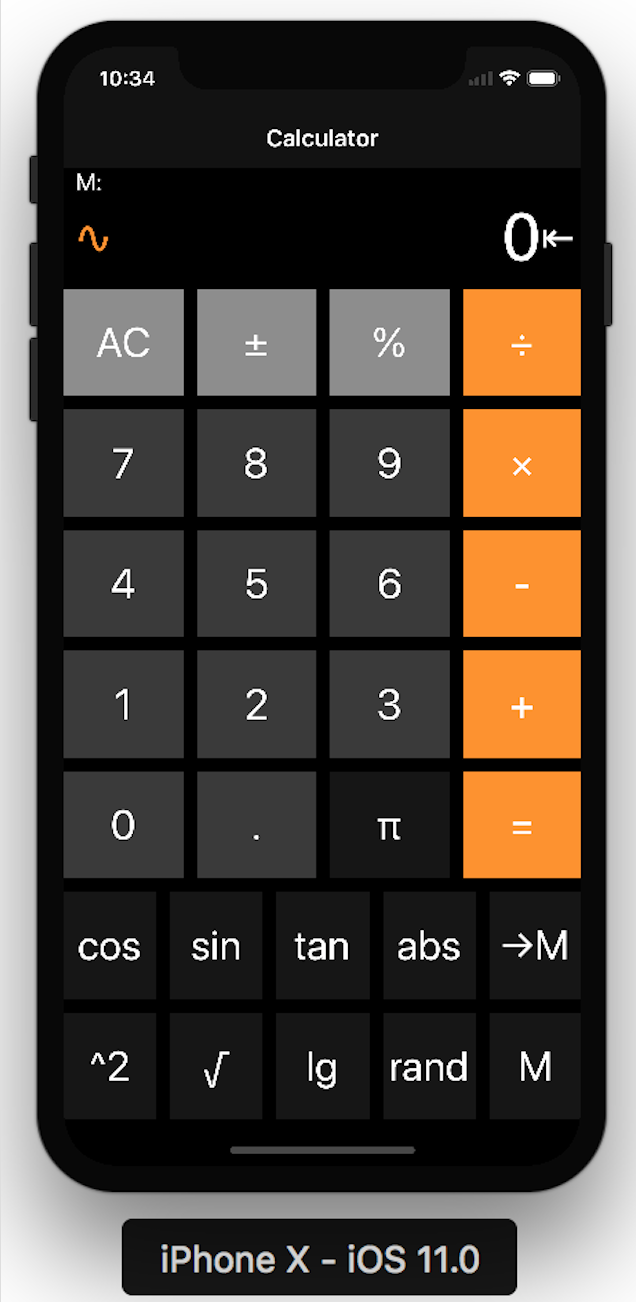 10:34
Calculator
M:
0⇤
AC ± % ÷
7 8 9 ×
4 5 6 -
1 2 3 +
0 . π =
cos sin tan abs →M
^2 √ lg rand M
iPhone X - iOS 11.0